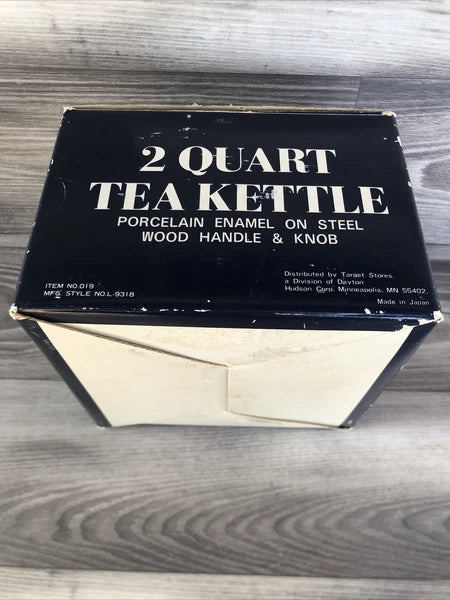 2 QUART
TEA KETTLE
PORCELAIN ENAMEL ON STEEL
WOOD HANDLE & KNOB
ITEM NO.019
MFS. STYLE NO.L-9318
Distributed by Target Stores,
a Division of Dayton
Hudson Corp. Minneapolis, MN 55402.
Made in Japan